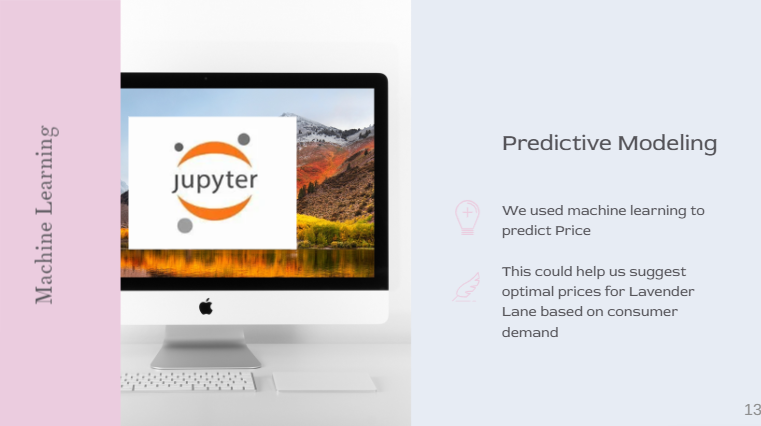 Machine Learning
jupyter
Predictive Modeling
We used machine learning to
predict Price
This could help us suggest
optimal prices for Lavender
Lane based on consumer
demand
13